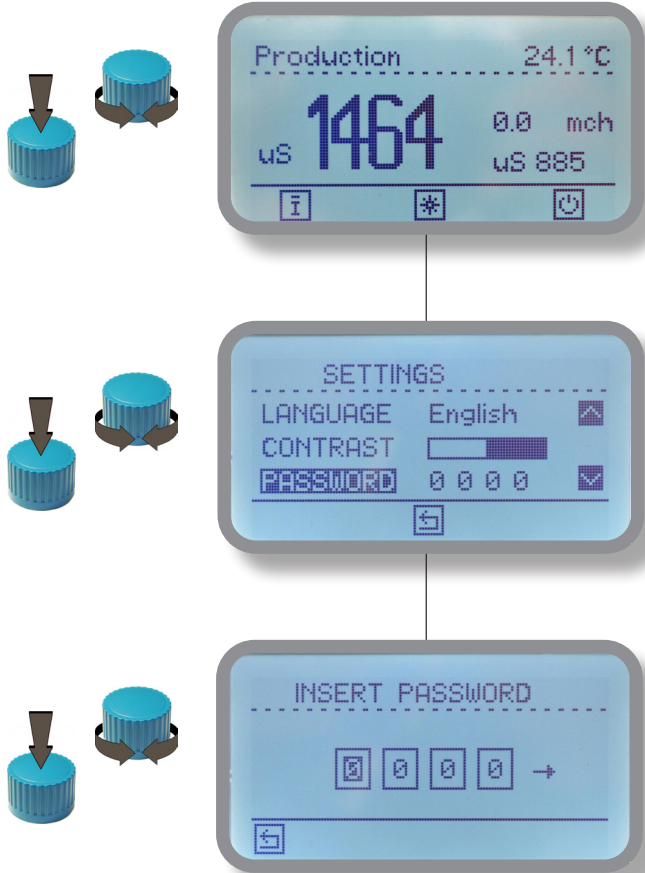 Production 24.1 °C
uS 1464 0.0 mch
uS 885
SETTINGS
LANGUAGE English
CONTRAST
PASSWORD 0 0 0 0
INSERT PASSWORD
0 0 0 0 →